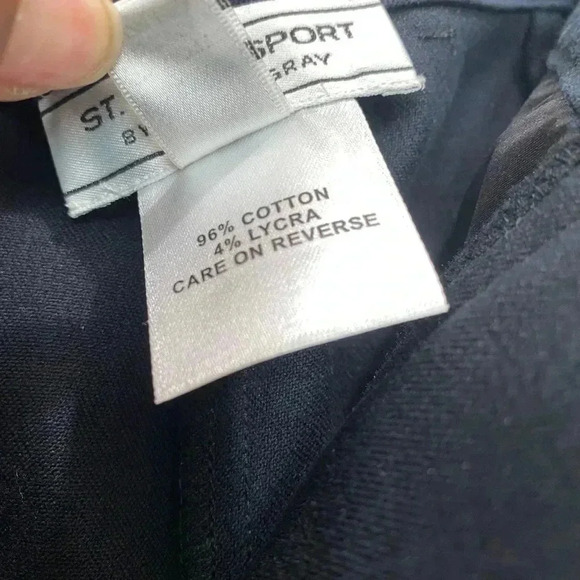 SPORT
ST.
GRAY
BY
96% COTTON
4% LYCRA
CARE ON REVERSE